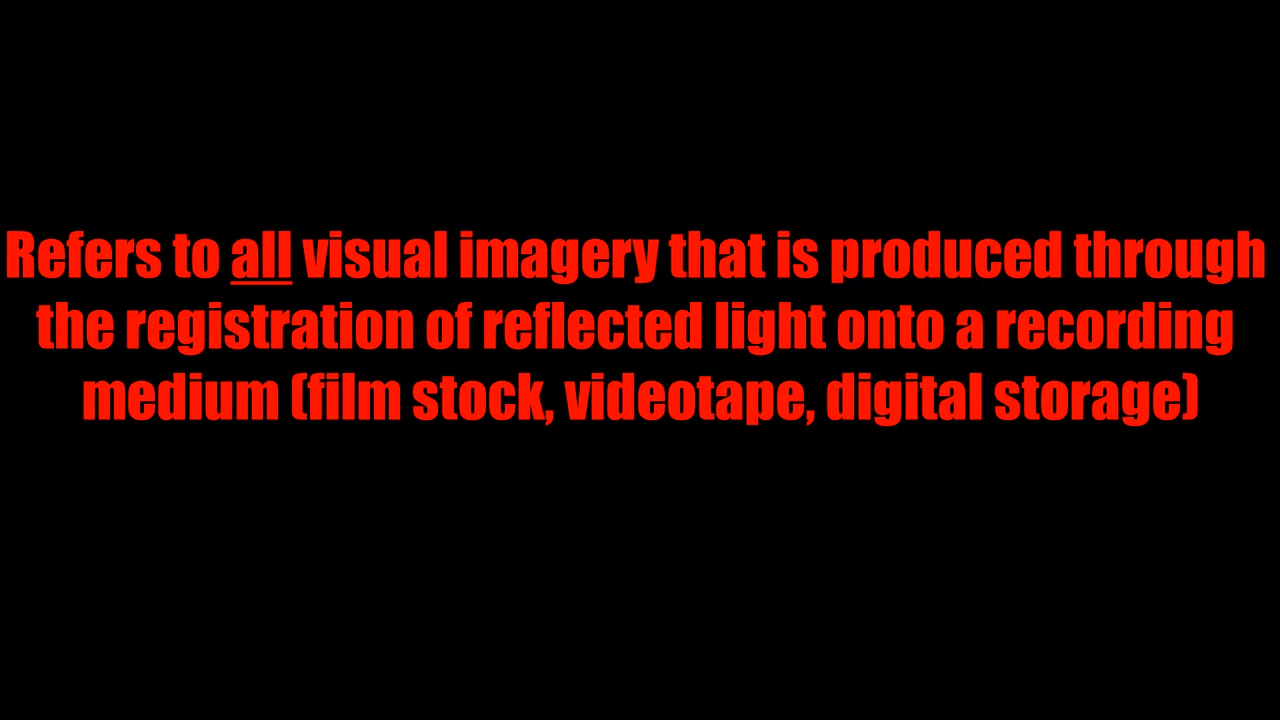 Refers to all visual imagery that is produced through
the registration of reflected light onto a recording
medium (film stock, videotape, digital storage)